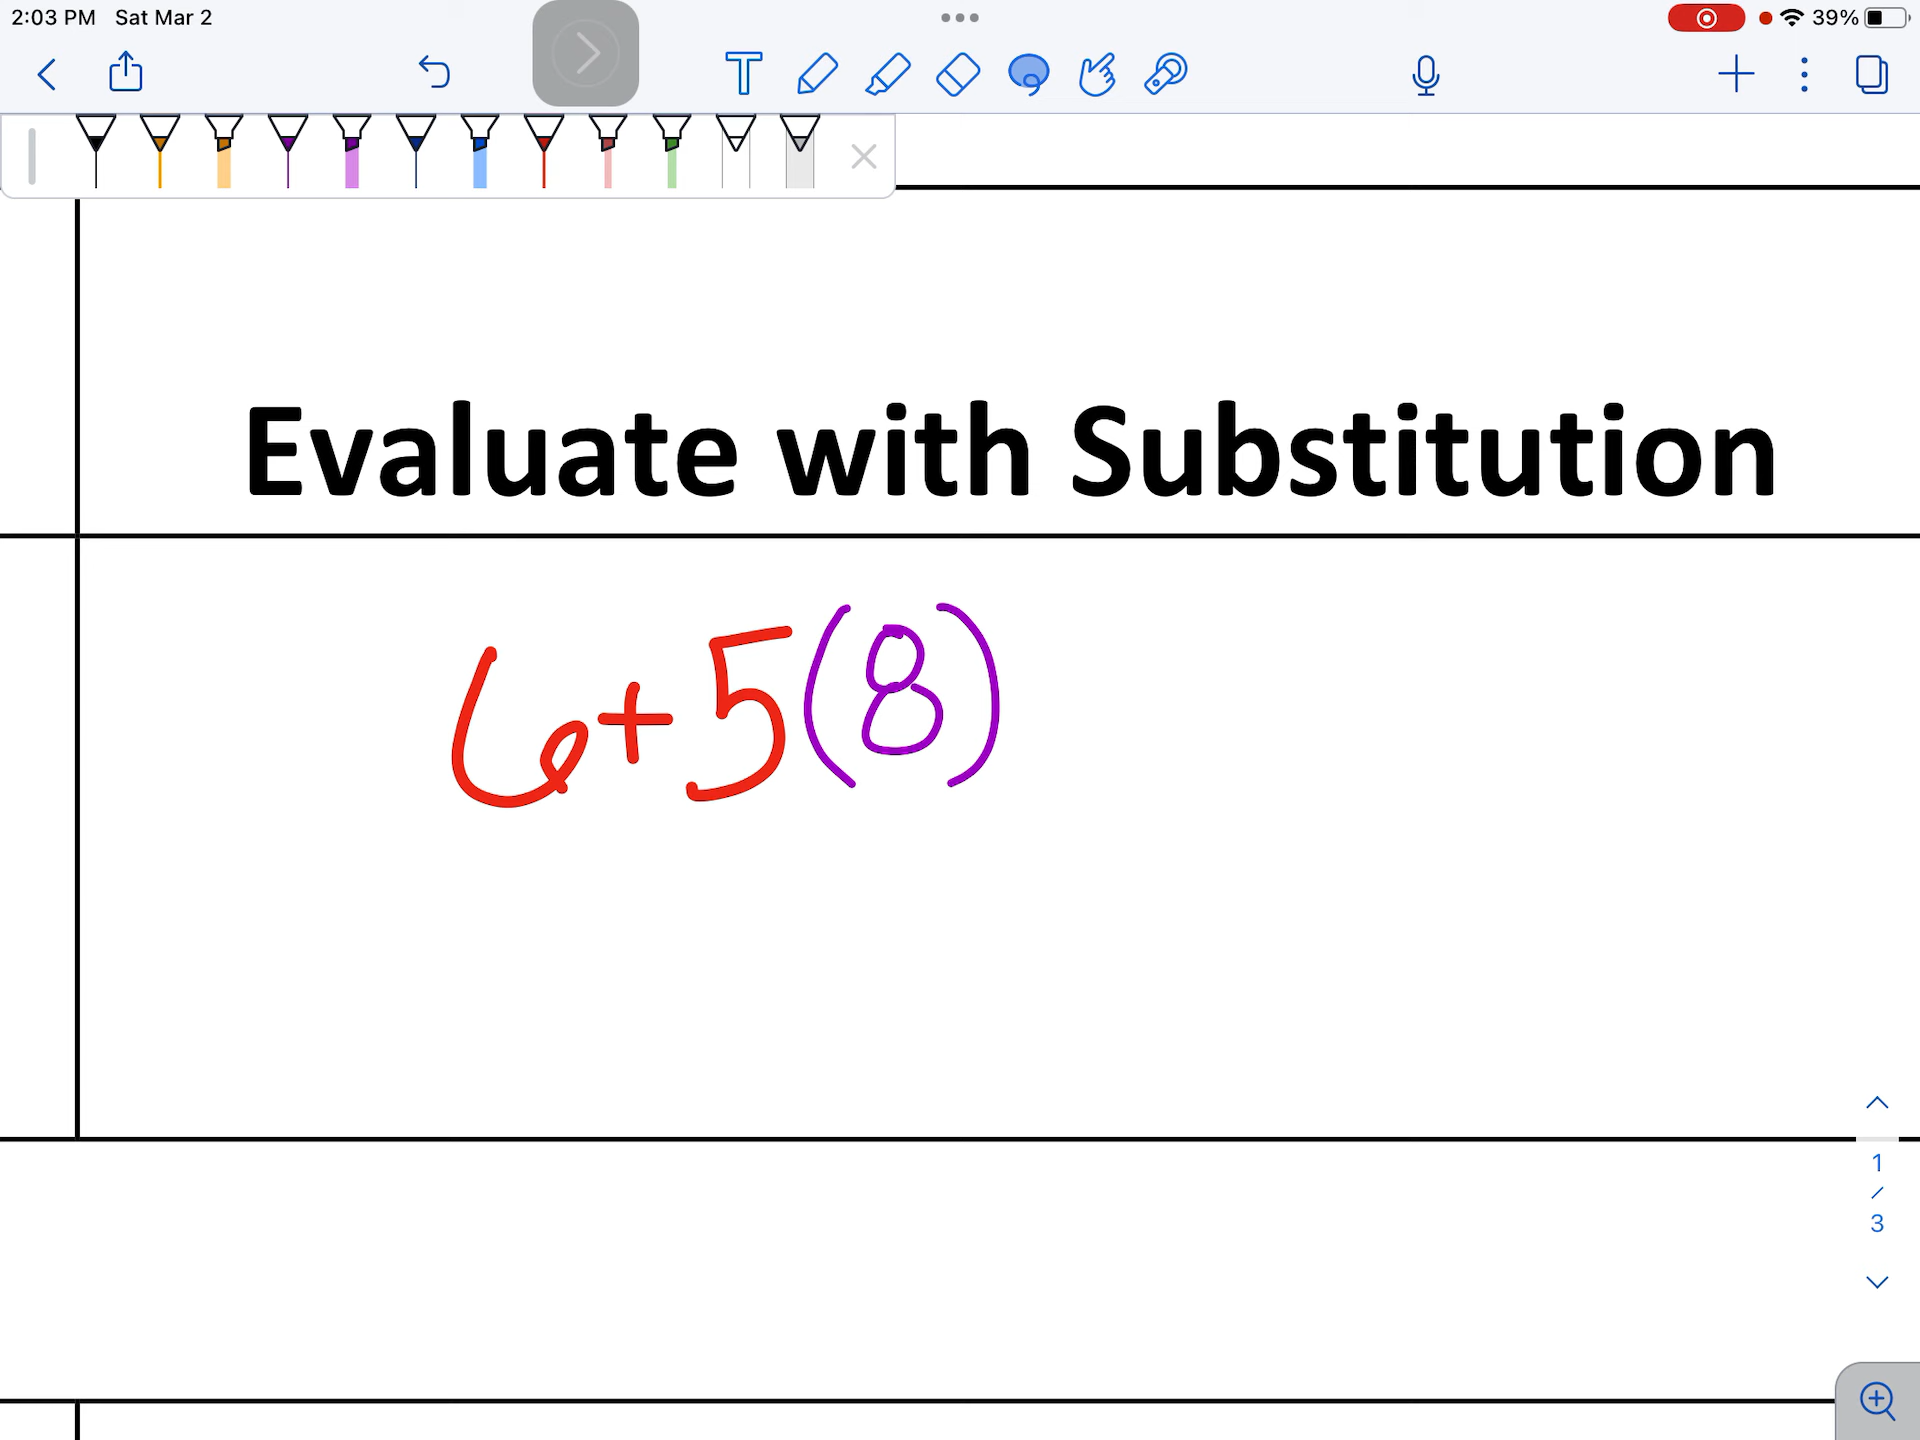 2:03 PM Sat Mar 2
39%
T
Evaluate with Substitution
6+5(8)
1
/
3